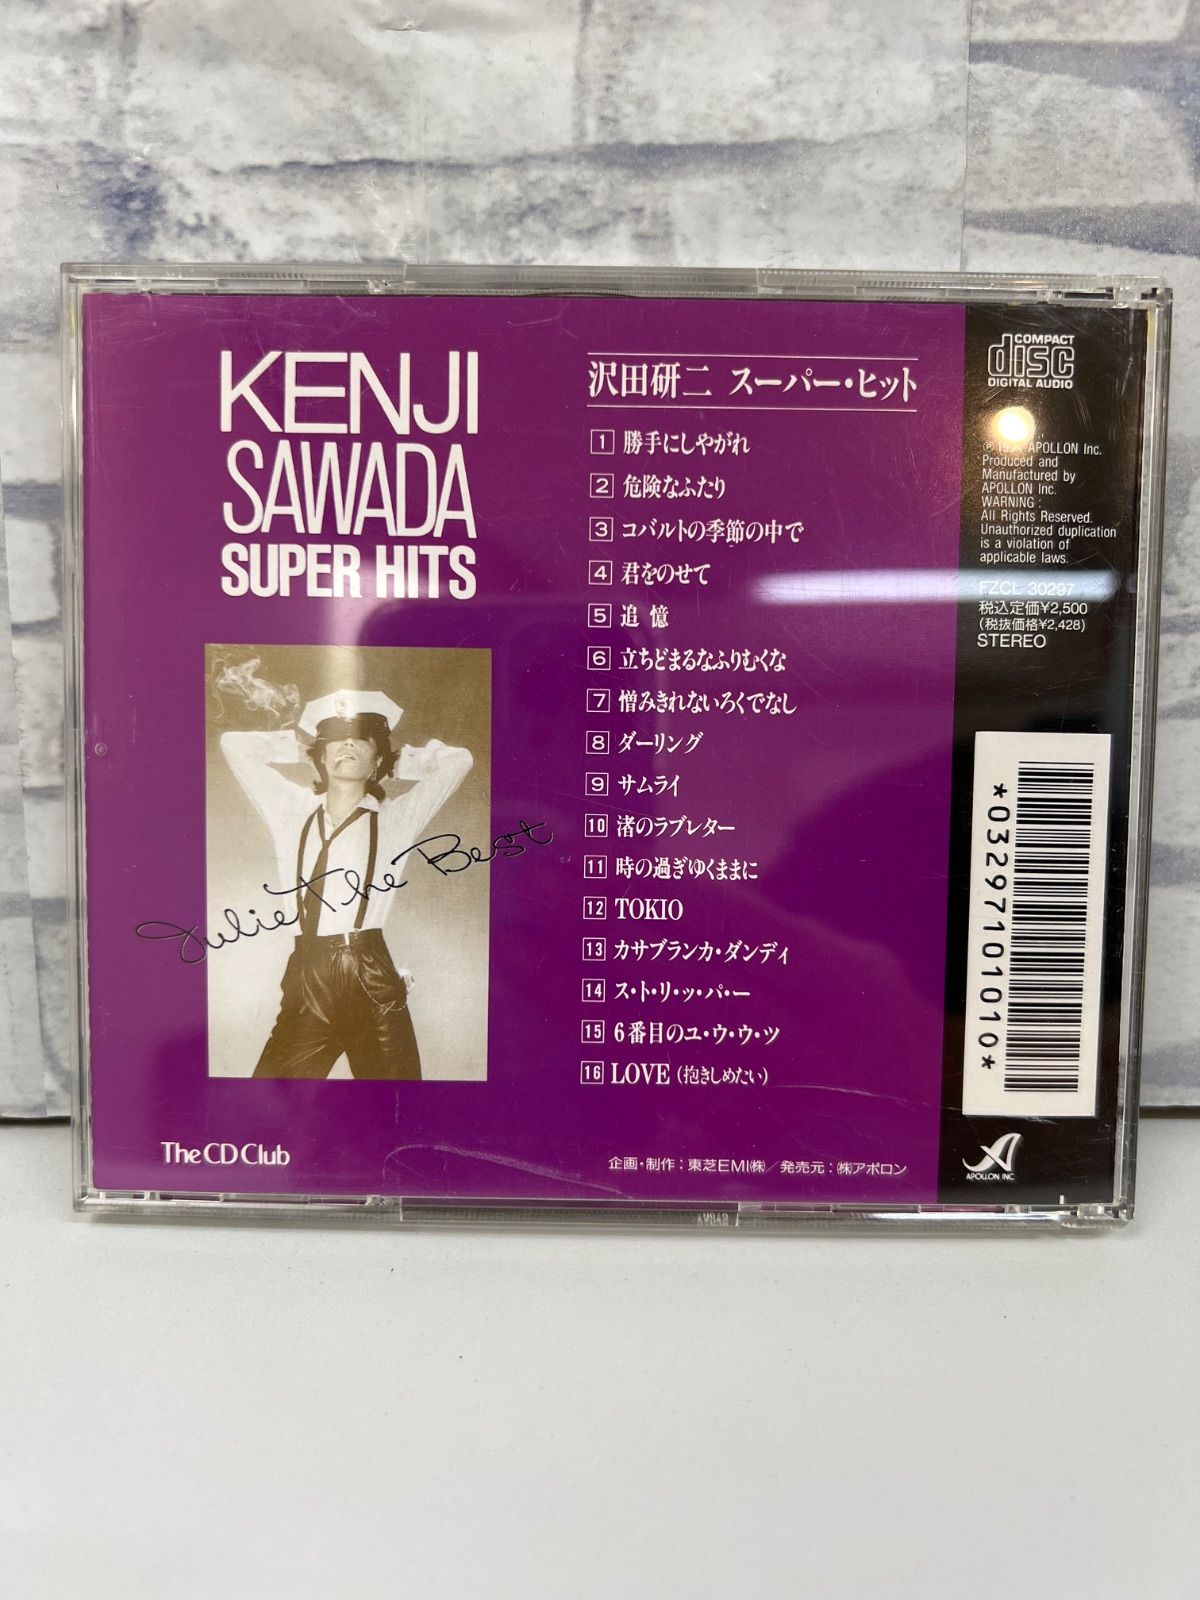 KENJI
SAWADA
SUPER HITS
Julie The Best
The CD Club
沢田研二 スーパー・ヒット
1 勝手にしやがれ
2 危険なふたり
3 コバルトの季節の中で
4 君をのせて
5 追憶
6 立ちどまるなふりむくな
7 憎みきれないろくでなし
8 ダーリング
9 サムライ
10 渚のラブレター
11 時の過ぎゆくままに
12 TOKIO
13 カサブランカ・ダンディ
14 ス・ト・リ・ッ・パ・ー
15 6番目のユ・ウ・ウ・ツ
16 LOVE (抱きしめたい)
企画・制作：東芝EMI㈱／発売元：㈱アポロン
COMPACT
disc
DIGITAL AUDIO
APOLLON Inc.
Produced and
Manufactured by
APOLLON Inc.
WARNING :
All Rights Reserved.
Unauthorized duplication
is a violation of
applicable laws.
FZCL 30297
税込定価¥2,500
(税抜価格¥2,428)
STEREO
*0329710101010*
APOLLON INC